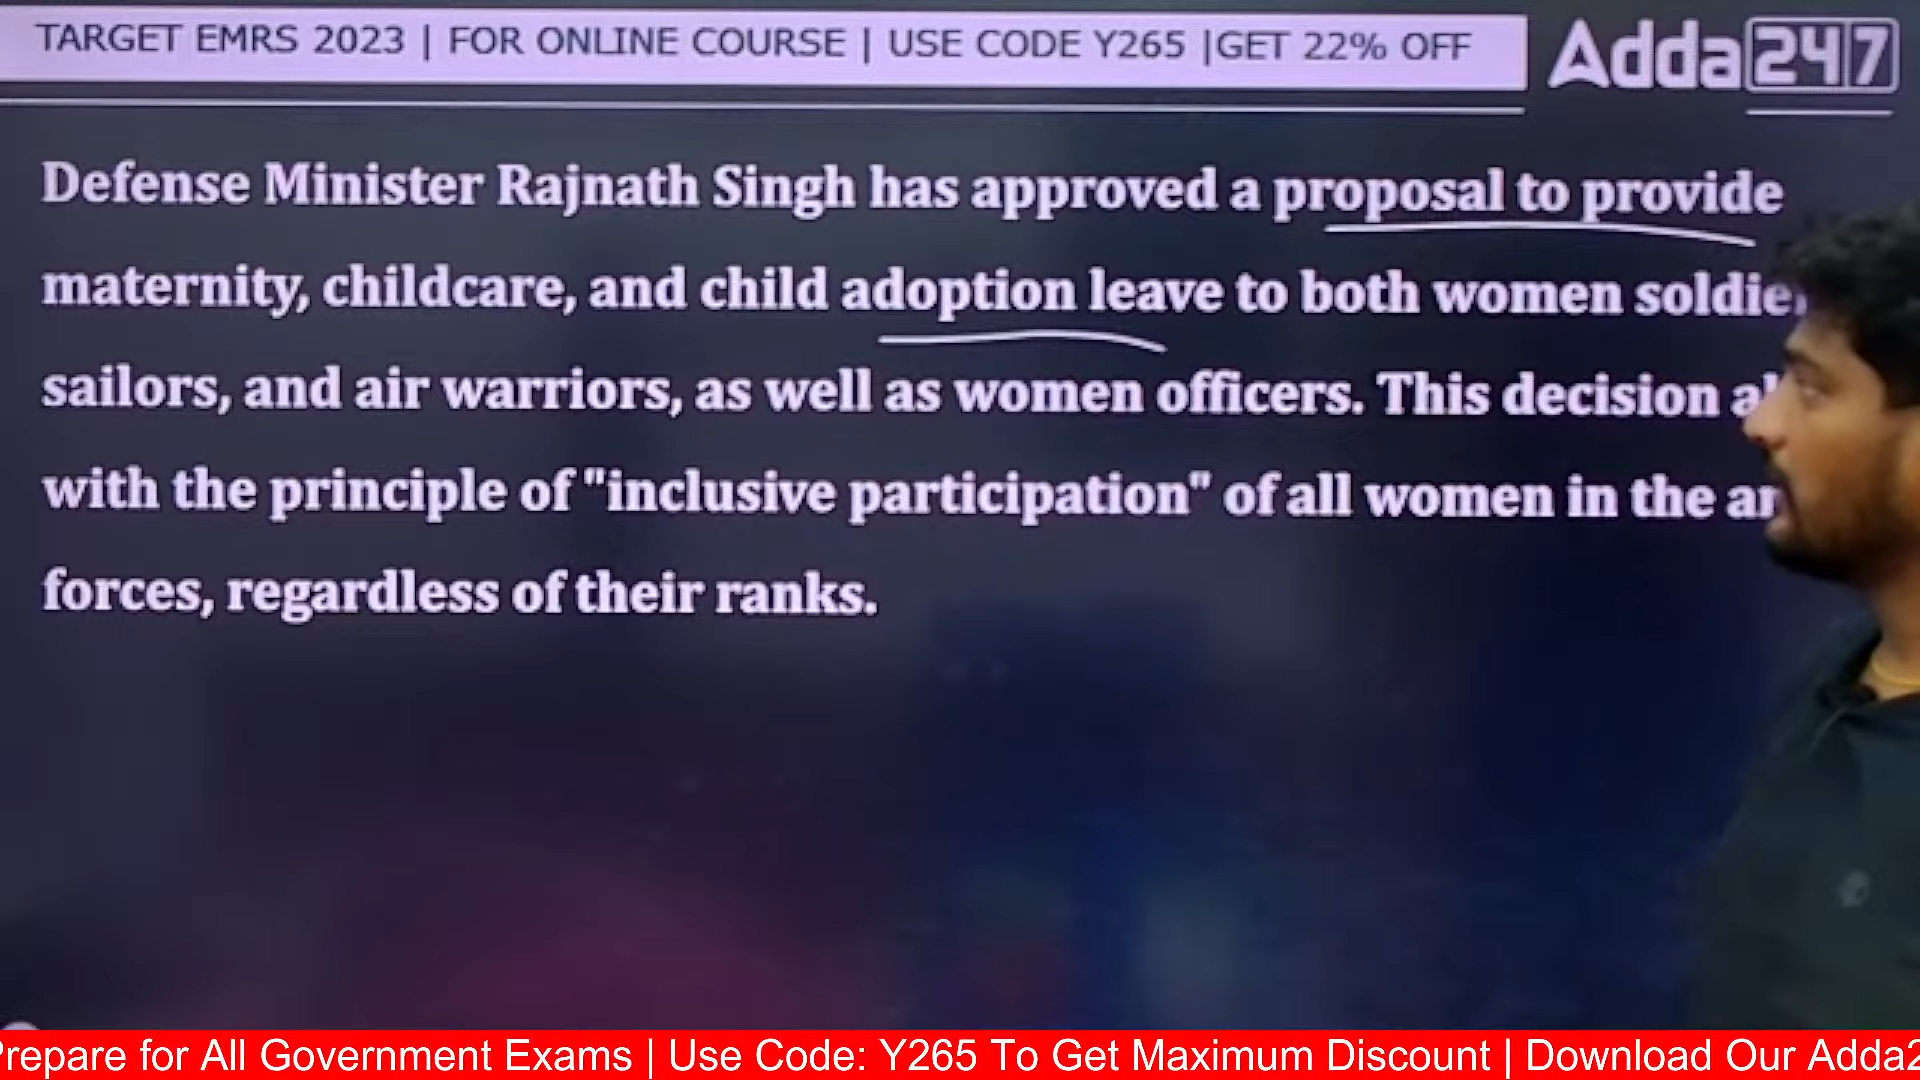 TARGET EMRS 2023 | FOR ONLINE COURSE | USE CODE Y265 |GET 22% OFF
Adda247
Defense Minister Rajnath Singh has approved a proposal to provide
maternity, childcare, and child adoption leave to both women
sailors, and air warriors, as well as women officers. This decision
with the principle of "inclusive participation" of all women in the
forces, regardless of their ranks.
Prepare for All Government Exams | Use Code: Y265 To Get Maximum Discount | Download Our